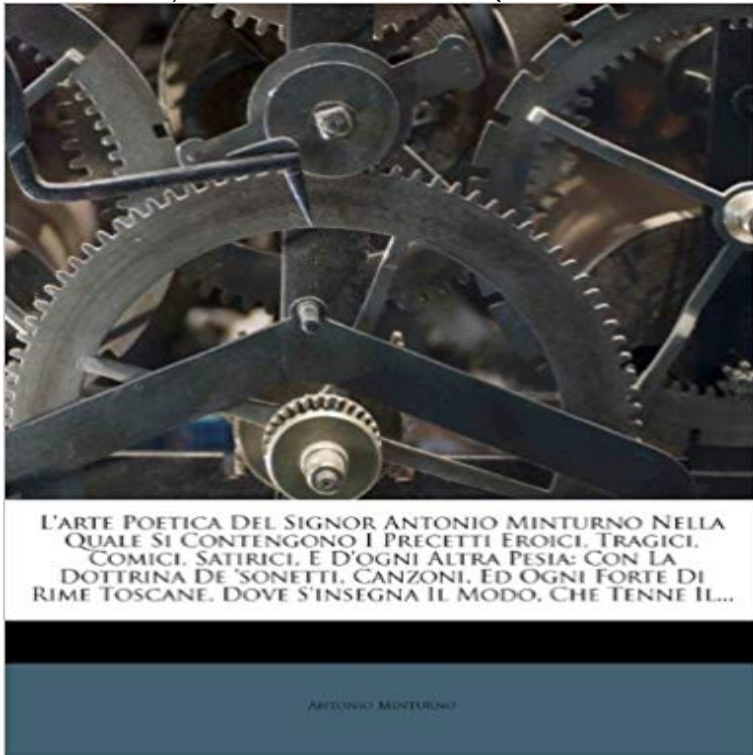 L'arte Poetica Del Signor Antonio Minturno Nella
Quale Si Contengono I Precetti Eroici, Tragici,
Comici, Satirici, E D'ogni Altra Pesia: Con La
Dottrina De 'sonetti, Canzoni, Ed Ogni Forte Di
Rime Toscane, Dove S'insegna Il Modo, Che Tenne Il...
Antonio Minturno